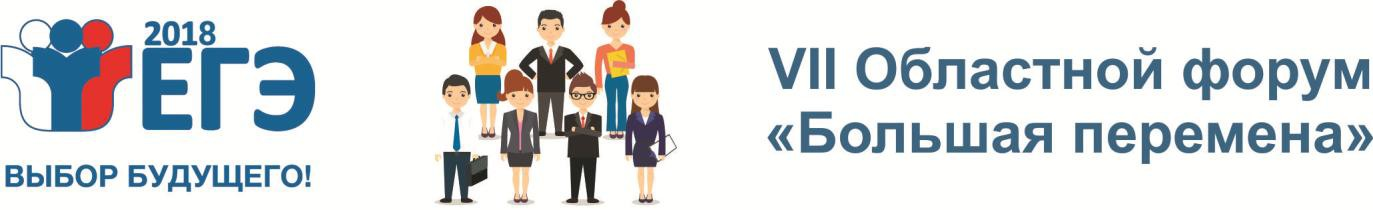 2018
ЕГЭ
ВЫБОР БУДУЩЕГО!
VII Областной форум
«Большая перемена»